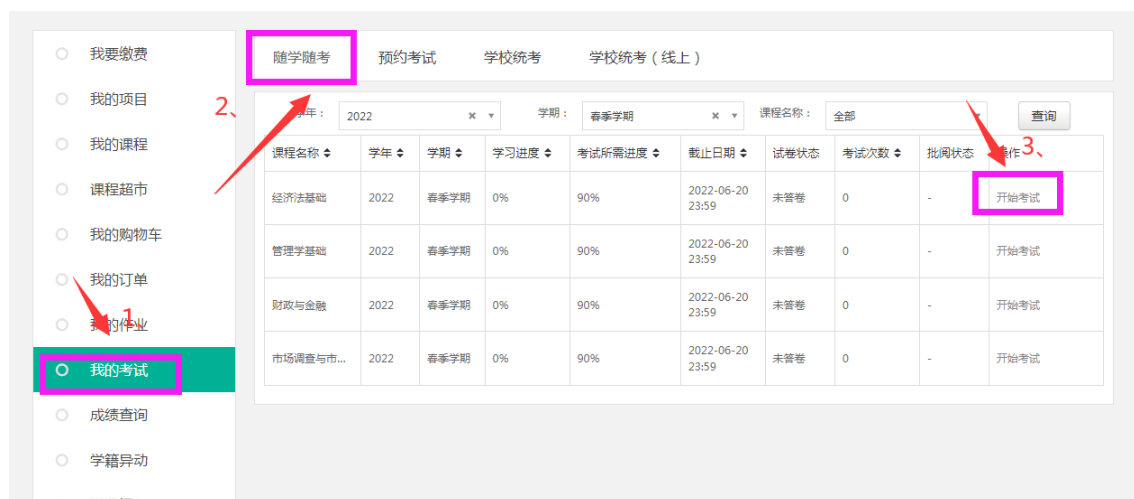 我要缴费
我的项目
我的课程
课程超市
我的购物车
我的订单
我的作业
我的考试
成绩查询
学籍异动
1、
2、
3、
随学随考 预约考试 学校统考 学校统考（线上）
学年： 2022 学期： 春季学期 课程名称： 全部 查询
课程名称 学年 学期 学习进度 考试所需进度 截止日期 试卷状态 考试次数 批阅状态 操作
经济法基础 2022 春季学期 0% 90% 2022-06-20 23:59 未答卷 0 - 开始考试
管理学基础 2022 春季学期 0% 90% 2022-06-20 23:59 未答卷 0 - 开始考试
财政与金融 2022 春季学期 0% 90% 2022-06-20 23:59 未答卷 0 - 开始考试
市场调查与市... 2022 春季学期 0% 90% 2022-06-20 23:59 未答卷 0 - 开始考试